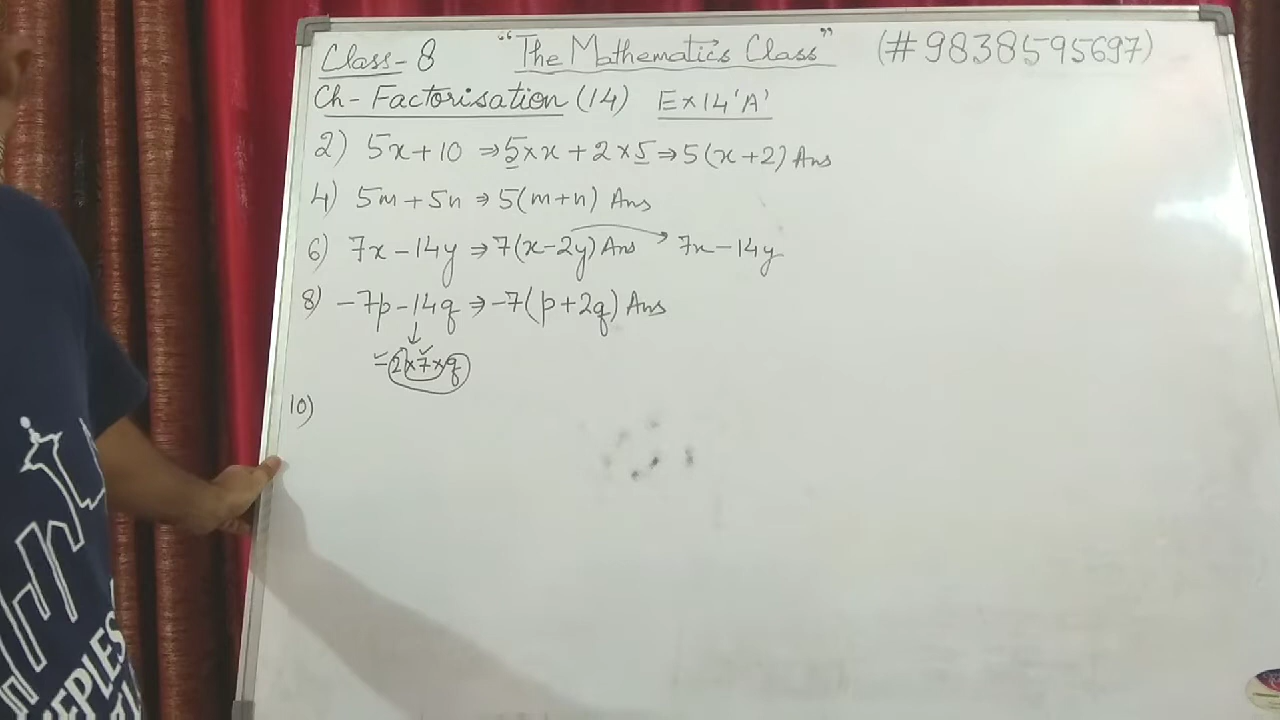 Class-8 "The Mathematics Class" (#9838595697)
Ch-Factorisation (14) Ex14'A'
2) 5x+10 ⇒ 5×x + 2×5 ⇒ 5(x+2) Ans
4) 5m+5n ⇒ 5(m+n) Ans
6) 7x-14y ⇒ 7(x-2y) Ans → 7x-14y
8) -7p-14q ⇒ -7(p+2q) Ans
↓
-2×7×q
10)